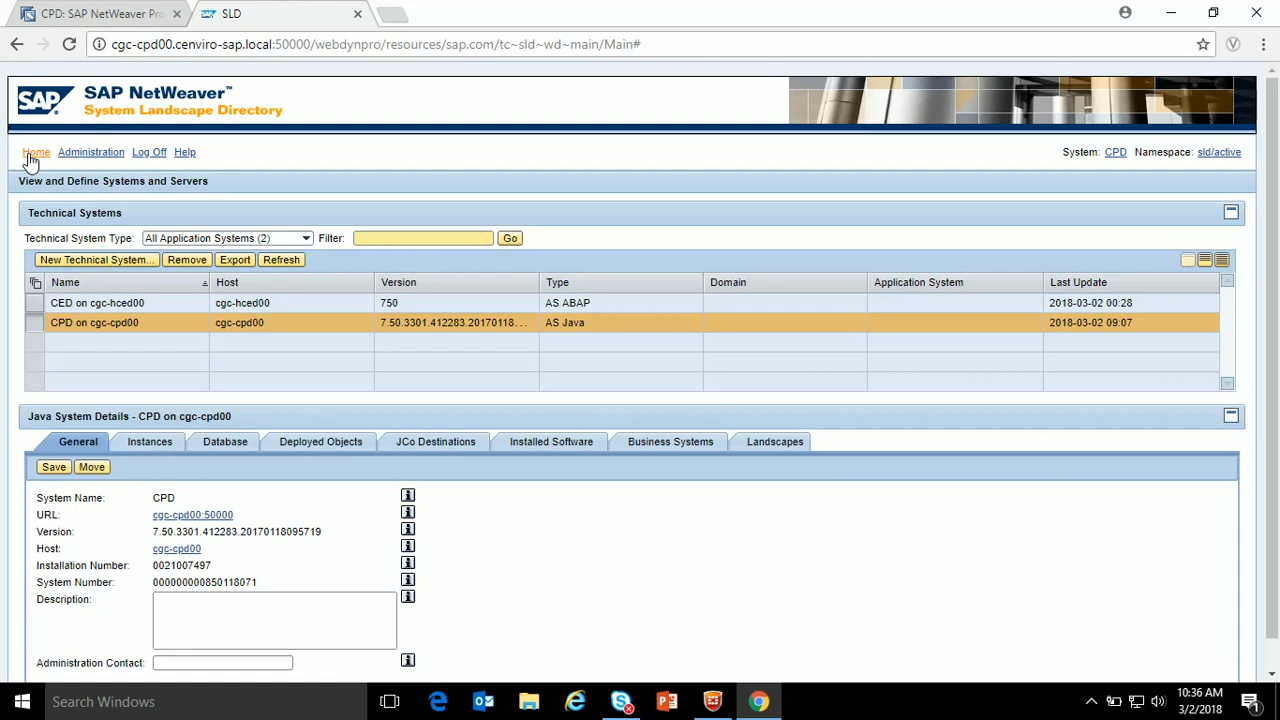 CPD: SAP NetWeaver Pro
SLD
cgc-cpd00.cenviro-sap.local:50000/webdynpro/resources/sap.com/tc~sld~wd~main/Main#
SAP
SAP NetWeaver™
System Landscape Directory
Home Administration Log Off Help
System: CPD Namespace: sld/active
View and Define Systems and Servers
Technical Systems
Technical System Type: All Application Systems (2) Filter: Go
New Technical System... Remove Export Refresh
Name Host Version Type Domain Application System Last Update
CED on cgc-hced00 cgc-hced00 750 AS ABAP 2018-03-02 00:28
CPD on cgc-cpd00 cgc-cpd00 7.50.3301.412283.20170118... AS Java 2018-03-02 09:07
Java System Details - CPD on cgc-cpd00
General Instances Database Deployed Objects JCo Destinations Installed Software Business Systems Landscapes
Save Move
System Name: CPD
URL: cgc-cpd00:50000
Version: 7.50.3301.412283.20170118095719
Host: cgc-cpd00
Installation Number: 0021007497
System Number: 000000000850118071
Description:
Administration Contact:
Search Windows
10:36 AM
3/2/2018
1